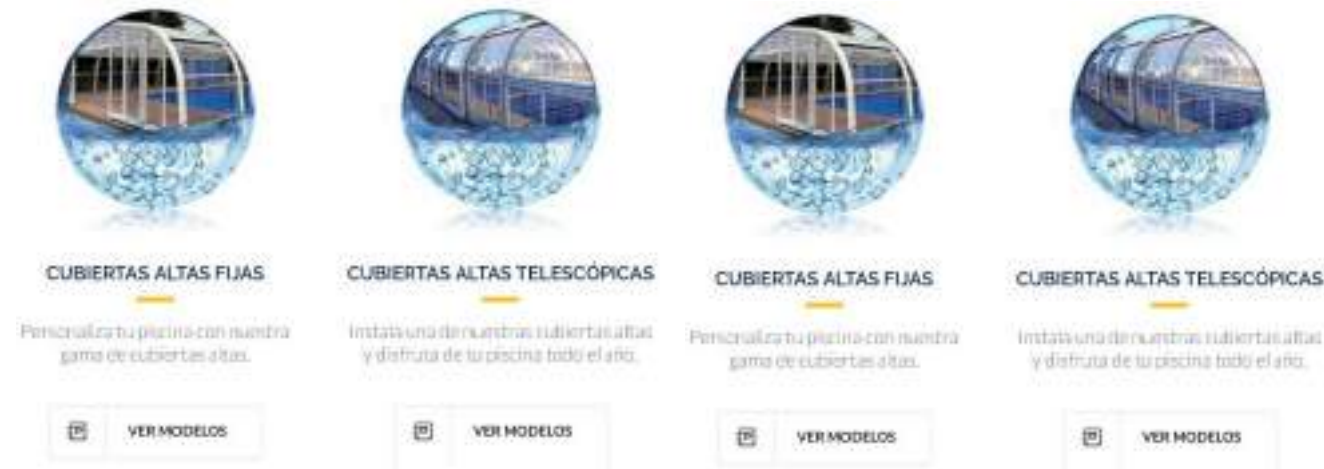 CUBIERTAS ALTAS FIJAS
Personaliza tu piscina con nuestra
gama de cubiertas altas.
VER MODELOS
CUBIERTAS ALTAS TELESCÓPICAS
Instala una de nuestras cubiertas altas
y disfruta de tu piscina todo el año.
VER MODELOS
CUBIERTAS ALTAS FIJAS
Personaliza tu piscina con nuestra
gama de cubiertas altas.
VER MODELOS
CUBIERTAS ALTAS TELESCÓPICAS
Instala una de nuestras cubiertas altas
y disfruta de tu piscina todo el año.
VER MODELOS